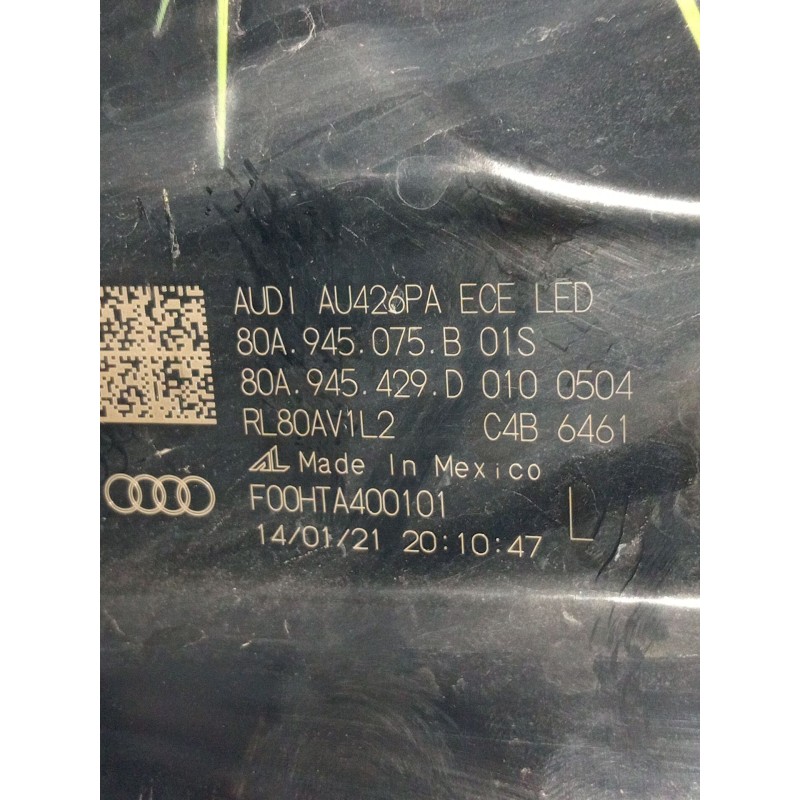 AUDI AU426PA ECE LED
80A.945.075.B 01S
80A.945.429.D 010 0504
RL80AV1L2 C4B 6461
AL Made In Mexico
F00HTA400101
14/01/21 20:10:47 L